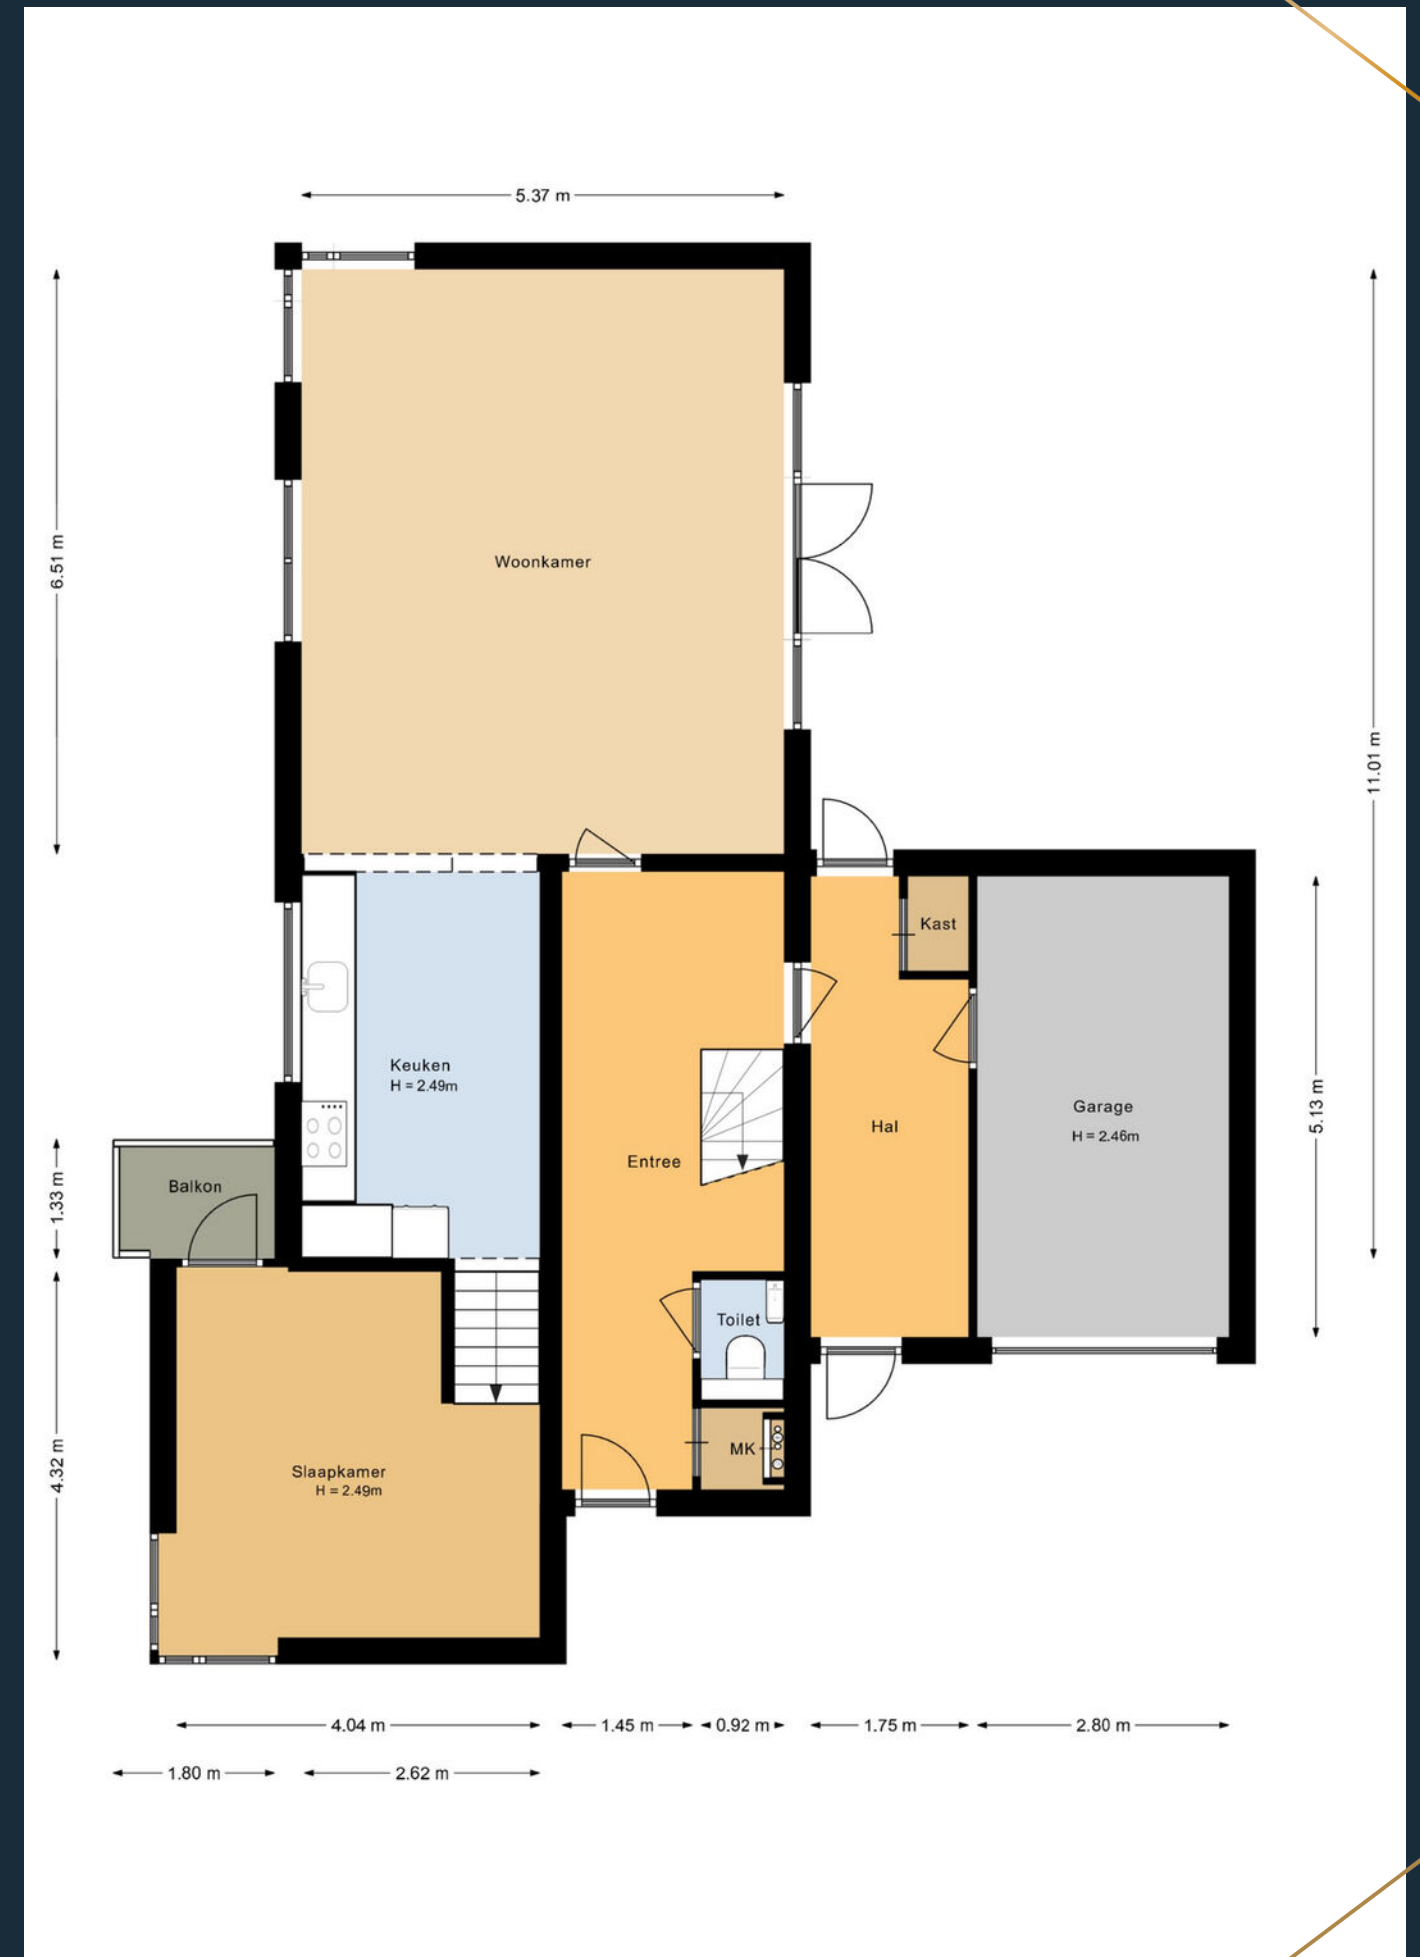 5.37 m
6.51 m
11.01 m
Woonkamer
Kast
Keuken
H = 2.49m
Garage
H = 2.46m
Hal
5.13 m
Entree
Balkon
1.33 m
Toilet
MK
4.32 m
Slaapkamer
H = 2.49m
4.04 m
1.45 m
0.92 m
1.75 m
2.80 m
1.80 m
2.62 m